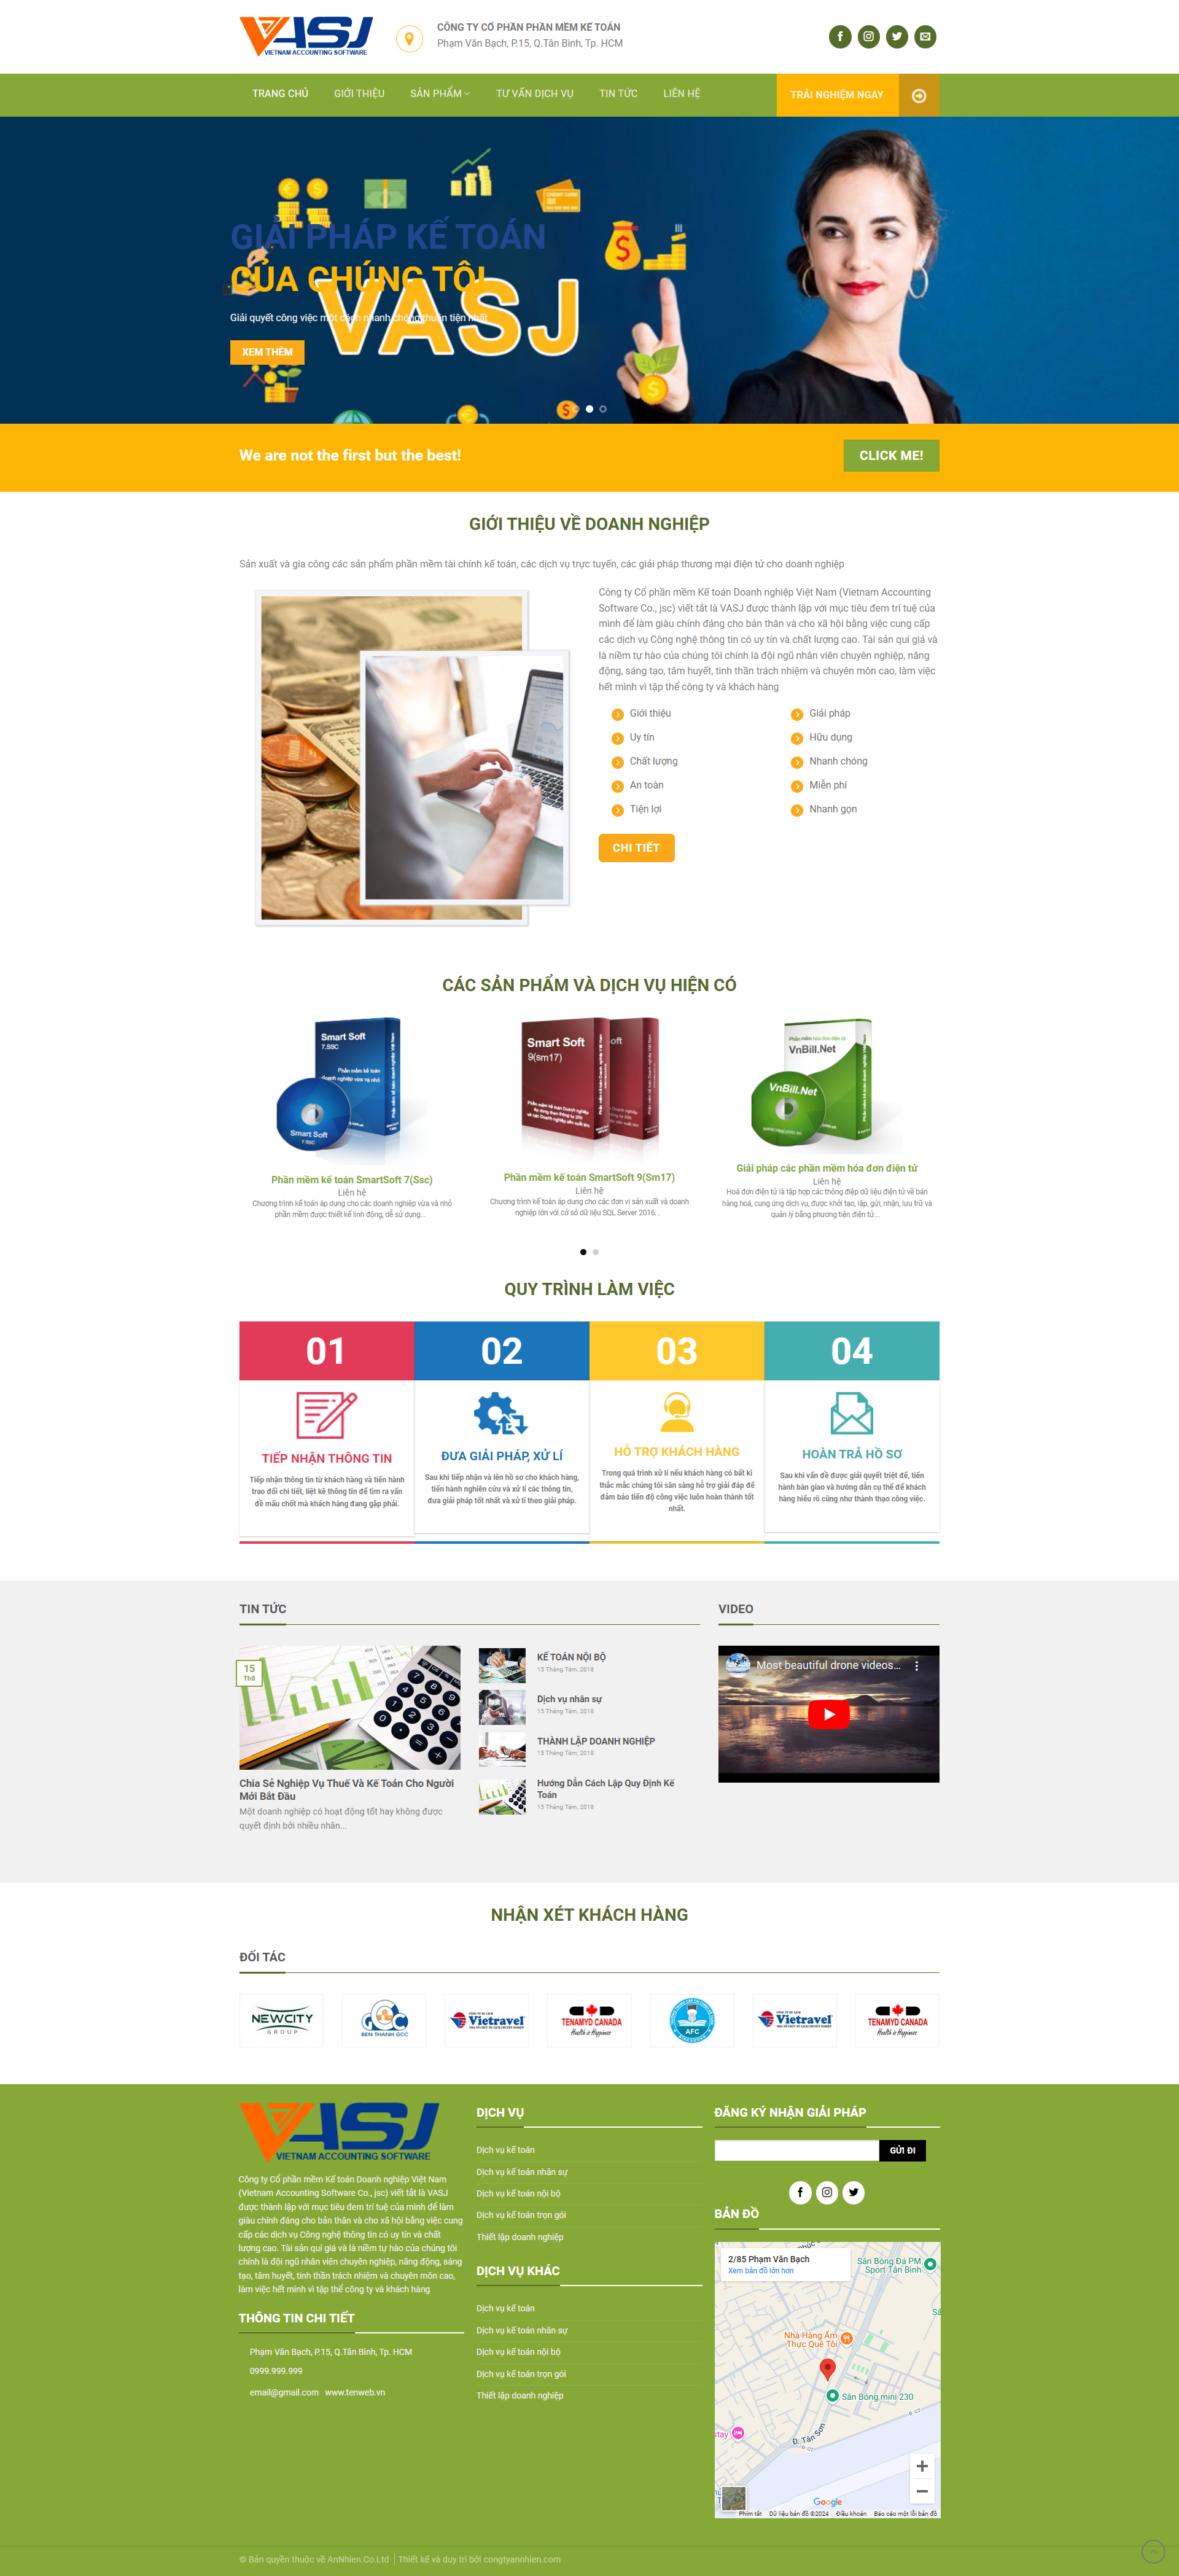 VASJ
VIETNAM ACCOUNTING SOFTWARE
CÔNG TY CỔ PHẦN PHẦN MỀM KẾ TOÁN
Phạm Văn Bạch, P.15, Q.Tân Bình, Tp. HCM
TRANG CHỦ
GIỚI THIỆU
SẢN PHẨM
TƯ VẤN DỊCH VỤ
TIN TỨC
LIÊN HỆ
TRẢI NGHIỆM NGAY
GIẢI PHÁP KẾ TOÁN
CỦA CHÚNG TÔI
VASJ
Giải quyết công việc một cách nhanh chóng thuận tiện nhất
XEM THÊM
We are not the first but the best!
CLICK ME!
GIỚI THIỆU VỀ DOANH NGHIỆP
Sản xuất và gia công các sản phẩm phần mềm tài chính kế toán, các dịch vụ trực tuyến, các giải pháp thương mại điện tử cho doanh nghiệp
Công ty Cổ phần mềm Kế toán Doanh nghiệp Việt Nam (Vietnam Accounting
Software Co., jsc) viết tắt là VASJ được thành lập với mục tiêu đem trí tuệ của
mình để làm giàu chính đáng cho bản thân và cho xã hội bằng việc cung cấp
các dịch vụ Công nghệ thông tin có uy tín và chất lượng cao. Tài sản quí giá và
là niềm tự hào của chúng tôi chính là đội ngũ nhân viên chuyên nghiệp, năng
động, sáng tạo, tâm huyết, tinh thần trách nhiệm và chuyên môn cao, làm việc
hết mình vì tập thể công ty và khách hàng
Giới thiệu
Uy tín
Chất lượng
An toàn
Tiện lợi
Giải pháp
Hữu dụng
Nhanh chóng
Miễn phí
Nhanh gọn
CHI TIẾT
CÁC SẢN PHẨM VÀ DỊCH VỤ HIỆN CÓ
Smart Soft
7.SSC
Phần mềm kế toán
doanh nghiệp vừa và nhỏ
Smart Soft
7.SSC
Phần mềm kế toán SmartSoft 7(Ssc)
Liên hệ
Chương trình kế toán áp dụng cho các doanh nghiệp vừa và nhỏ
phần mềm được thiết kế linh động, dễ sử dụng...
Smart Soft
9(sm17)
Phần mềm kế toán SmartSoft 9(Sm17)
Liên hệ
Chương trình kế toán áp dung cho các đơn vị sản xuất và doanh
nghiệp lớn với.cở sở dữ liệu SQL Server 2016...
Phần mềm hóa đơn điện tử
VnBill.Net
VnBill.Net
Giải pháp các phần mềm hóa đơn điện tử
Liên hệ
Hoá đơn điện tử là tập hợp các thông điệp dữ liệu điện tử về bán
hàng hoá, cung ứng dịch vụ, được khởi tạo, lập, gửi, nhận, lưu trữ và
quản lý bằng phương tiện điện tử...
QUY TRÌNH LÀM VIỆC
01
TIẾP NHẬN THÔNG TIN
Tiếp nhận thông tin từ khách hàng và tiến hành
trao đổi chi tiết, liệt kê thông tin để tìm ra vấn
đề mấu chốt mà khách hàng đang gặp phải.
02
ĐƯA GIẢI PHÁP, XỬ LÍ
Sau khi tiếp nhận và lên hồ sơ cho khách hàng,
tiến hành nghiên cứu và xử lí các thông tin,
đưa giải pháp tốt nhất và xử lí theo giải pháp.
03
HỖ TRỢ KHÁCH HÀNG
Trong quá trình xử lí nếu khách hàng có bất kì
thắc mắc chúng tôi sãn sàng hỗ trợ giải đáp để
đảm bảo tiến độ công việc luôn hoàn thành tốt
nhất.
04
HOÀN TRẢ HỒ SƠ
Sau khi vấn đề được giải quyết triệt để, tiến
hành bàn giao và hướng dẫn cụ thể để khách
hàng hiểu rõ cũng như thành thạo công việc.
TIN TỨC
15
Th8
Chia Sẻ Nghiệp Vụ Thuế Và Kế Toán Cho Người
Mới Bắt Đầu
Một doanh nghiệp có hoạt động tốt hay không được
quyết định bởi nhiều nhân...
KẾ TOÁN NỘI BỘ
15 Tháng Tám, 2018
Dịch vụ nhân sự
15 Tháng Tám, 2018
THÀNH LẬP DOANH NGHIỆP
15 Tháng Tám, 2018
Hướng Dẫn Cách Lập Quy Định Kế
Toán
15 Tháng Tám, 2018
VIDEO
Most beautiful drone videos...
NHẬN XÉT KHÁCH HÀNG
ĐỐI TÁC
NEWCITY
GROUP
GCC
BEN THANH GCC
Vietravel
TENAMYD CANADA
Health is Happiness
AFC
Vietravel
TENAMYD CANADA
Health is Happiness
VASJ
VIETNAM ACCOUNTING SOFTWARE
Công ty Cổ phần mềm Kế toán Doanh nghiệp Việt Nam
(Vietnam Accounting Software Co., jsc) viết tắt là VASJ
được thành lập với mục tiêu đem trí tuệ của mình để làm
giàu chính đáng cho bản thân và cho xã hội bằng việc cung
cấp các dịch vụ Công nghệ thông tin có uy tín và chất
lượng cao. Tài sản quí giá và là niềm tự hào của chúng tôi
chính là đội ngũ nhân viên chuyên nghiệp, năng động, sáng
tạo, tâm huyết, tinh thần trách nhiệm và chuyên môn cao,
làm việc hết mình vì tập thể công ty và khách hàng
THÔNG TIN CHI TIẾT
Phạm Văn Bạch, P.15, Q.Tân Bình, Tp. HCM
0999.999.999
email@gmail.com www.tenweb.vn
DỊCH VỤ
Dịch vụ kế toán
Dịch vụ kế toán nhân sự
Dịch vụ kế toán nội bộ
Dịch vụ kế toán trọn gói
Thiết lập doanh nghiệp
DỊCH VỤ KHÁC
Dịch vụ kế toán
Dịch vụ kế toán nhân sự
Dịch vụ kế toán nội bộ
Dịch vụ kế toán trọn gói
Thiết lập doanh nghiệp
ĐĂNG KÝ NHẬN GIẢI PHÁP
GỬI ĐI
BẢN ĐỒ
2/85 Phạm Văn Bạch
Xem bản đồ lớn hơn
Sân Bóng Đá PM
Sport Tân Bình
Nhà Hàng Ẩm
Thực Quê Tôi
Sân Bóng mini 230
Đ. Tân Sơn
Đ. C2
Đ. C2
Google
Phím tắt
Dữ liệu bản đồ ©2024
Điều khoản
Báo cáo một lỗi bản đồ
© Bản quyền thuộc về AnNhien.Co.Ltd | Thiết kế và duy trì bởi congtyannhien.com